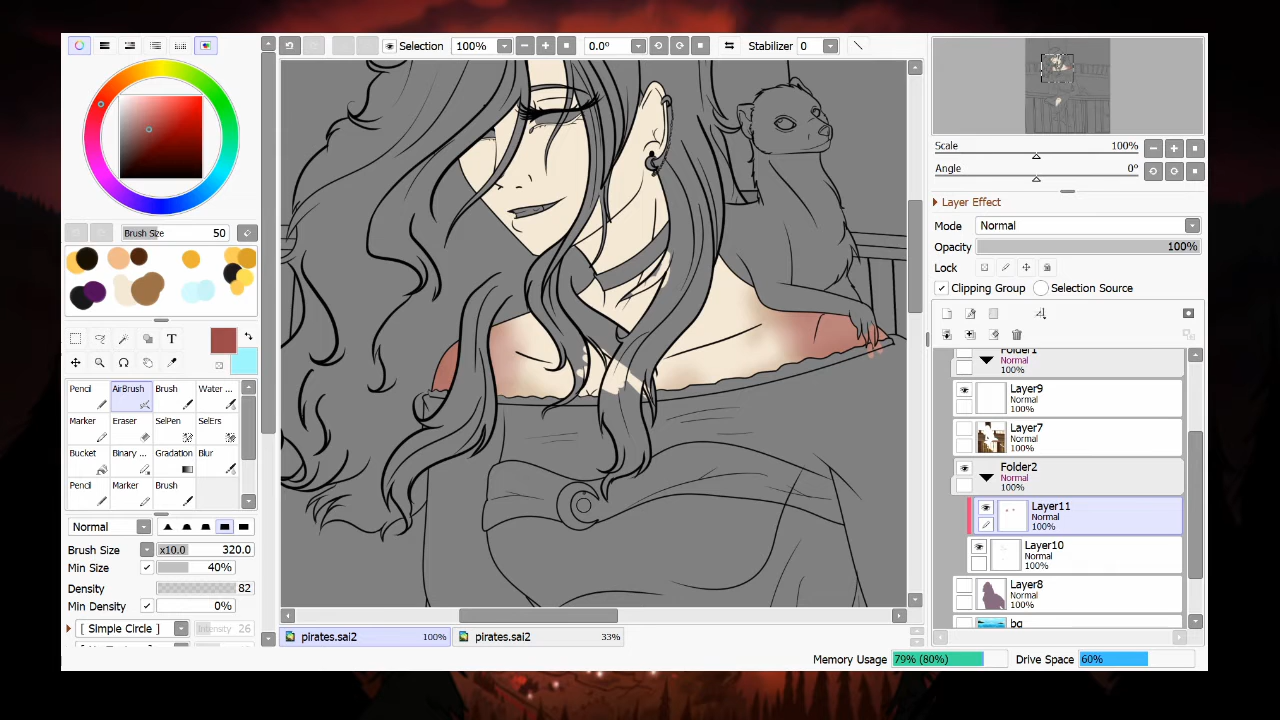 Selection 100% 0.0° Stabilizer 0
Brush Size 50
Scale 100%
Angle 0°
Layer Effect
Mode Normal
Opacity 100%
Lock
Clipping Group Selection Source
T
Pencil AirBrush Brush Water ...
Marker Eraser SelPen SelErs
Bucket Binary ... Gradation Blur
Pencil Marker Brush
Normal
Brush Size x10.0 320.0
Min Size 40%
Density 82
Min Density 0%
[ Simple Circle ] Intensity 26
Folder1
Normal
100%
Layer9
Normal
100%
Layer7
Normal
100%
Folder2
Normal
100%
Layer11
Normal
100%
Layer10
Normal
100%
Layer8
Normal
100%
bg
pirates.sai2 100% pirates.sai2 33%
Memory Usage 79% (80%) Drive Space 60%